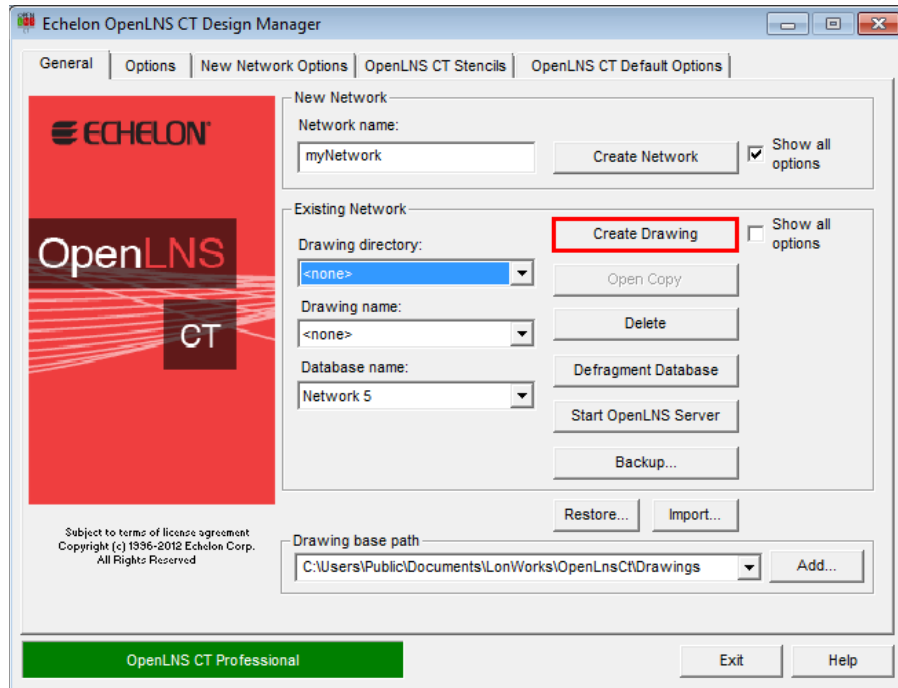 Echelon OpenLNS CT Design Manager
General
Options
New Network Options
OpenLNS CT Stencils
OpenLNS CT Default Options
ECHELON
OpenLNS
CT
Subject to terms of license agreement
Copyright (c) 1996-2012 Echelon Corp.
All Rights Reserved
New Network
Network name:
myNetwork
Create Network
Show all
options
Existing Network
Drawing directory:
<none>
Drawing name:
<none>
Database name:
Network 5
Create Drawing
Show all
options
Open Copy
Delete
Defragment Database
Start OpenLNS Server
Backup...
Restore...
Import...
Drawing base path
C:\Users\Public\Documents\LonWorks\OpenLnsCt\Drawings
Add...
OpenLNS CT Professional
Exit
Help